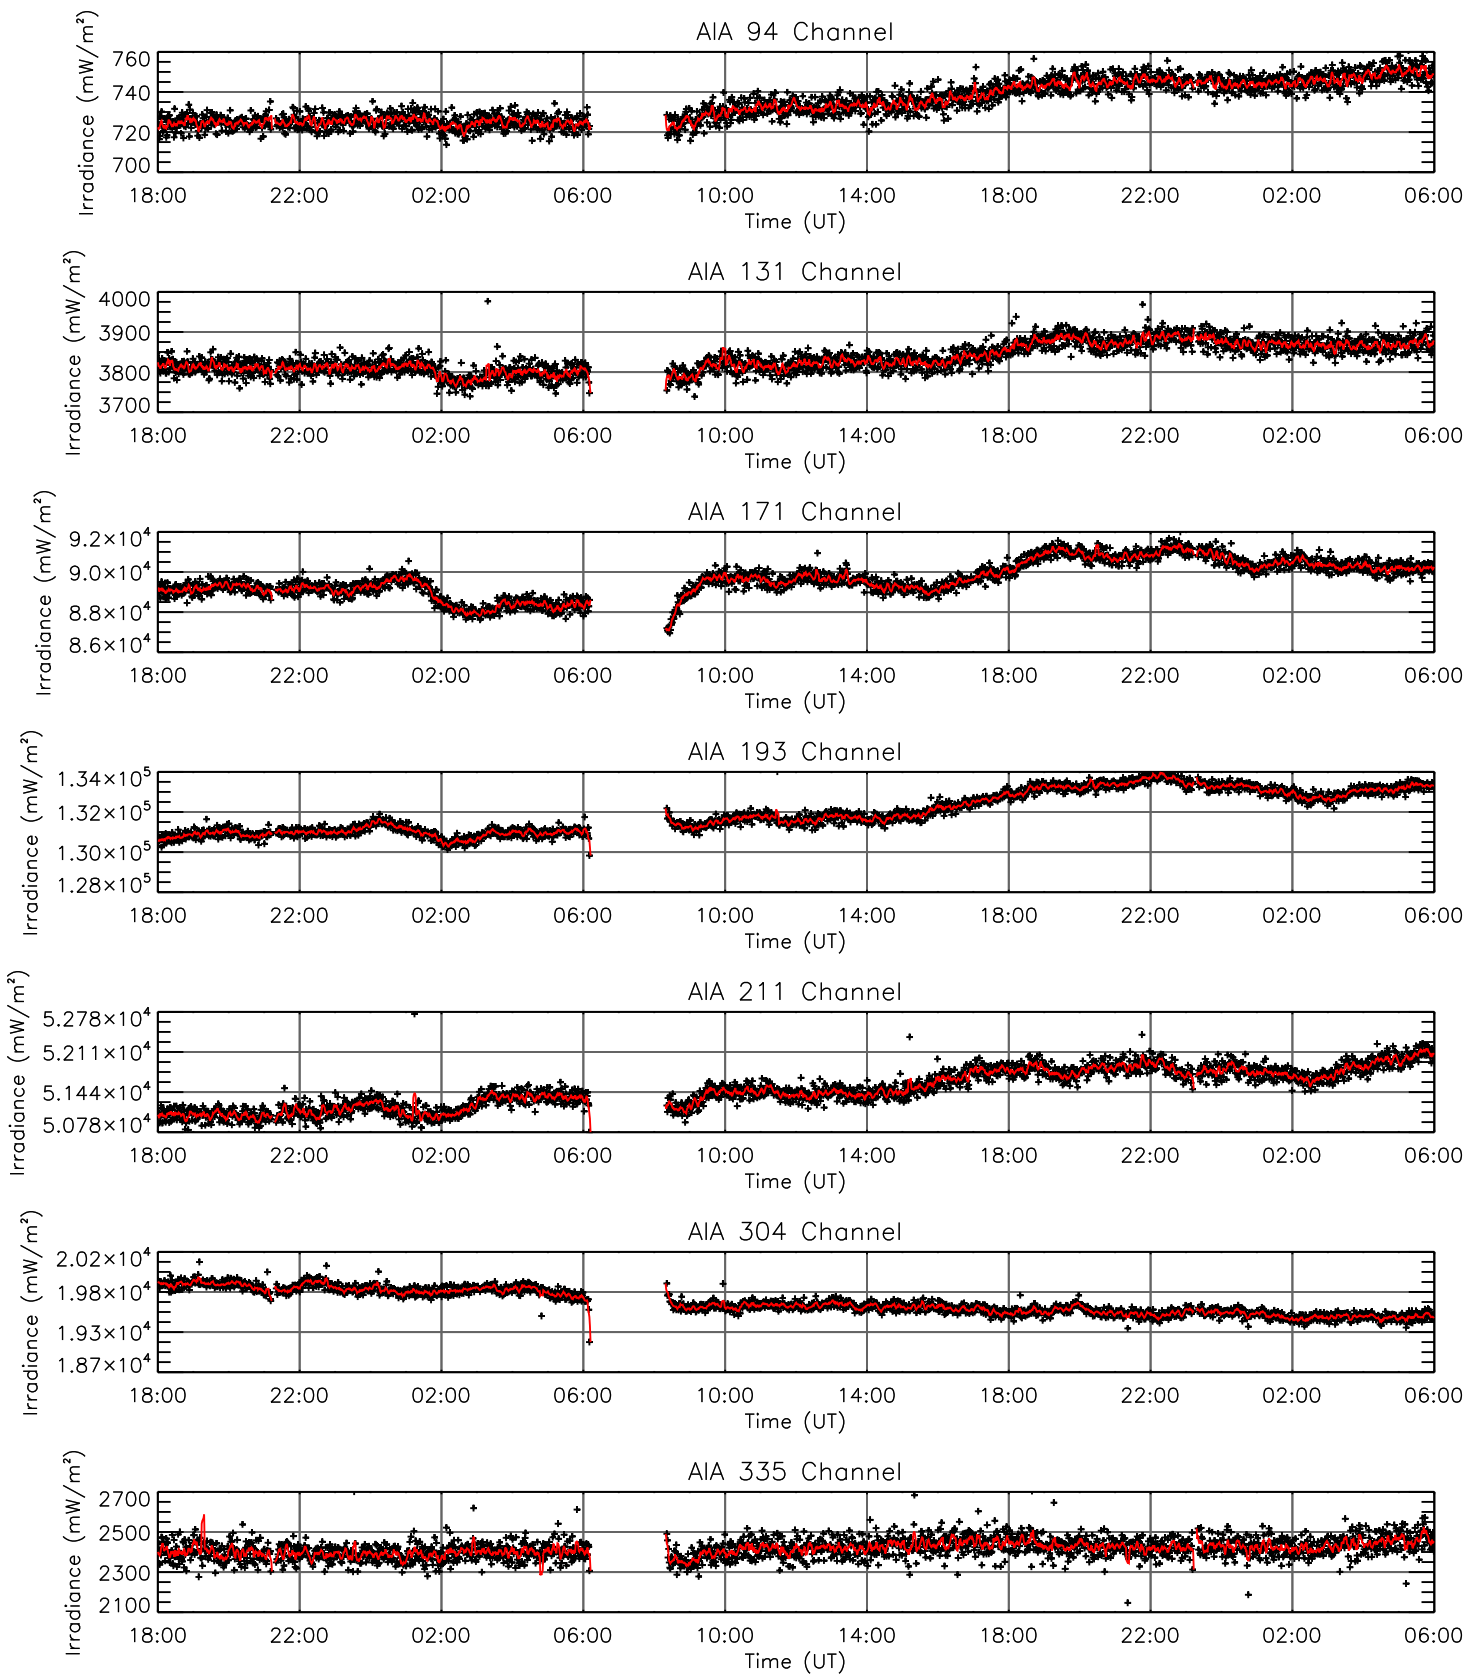 AIA 94 Channel
Irradiance (mW/m²)
760
740
720
700
18:00 22:00 02:00 06:00 10:00 14:00 18:00 22:00 02:00 06:00
Time (UT)
AIA 131 Channel
Irradiance (mW/m²)
4000
3900
3800
3700
18:00 22:00 02:00 06:00 10:00 14:00 18:00 22:00 02:00 06:00
Time (UT)
AIA 171 Channel
Irradiance (mW/m²)
9.2×10⁴
9.0×10⁴
8.8×10⁴
8.6×10⁴
18:00 22:00 02:00 06:00 10:00 14:00 18:00 22:00 02:00 06:00
Time (UT)
AIA 193 Channel
Irradiance (mW/m²)
1.34×10⁵
1.32×10⁵
1.30×10⁵
1.28×10⁵
18:00 22:00 02:00 06:00 10:00 14:00 18:00 22:00 02:00 06:00
Time (UT)
AIA 211 Channel
Irradiance (mW/m²)
5.278×10⁴
5.211×10⁴
5.144×10⁴
5.078×10⁴
18:00 22:00 02:00 06:00 10:00 14:00 18:00 22:00 02:00 06:00
Time (UT)
AIA 304 Channel
Irradiance (mW/m²)
2.02×10⁴
1.98×10⁴
1.93×10⁴
1.87×10⁴
18:00 22:00 02:00 06:00 10:00 14:00 18:00 22:00 02:00 06:00
Time (UT)
AIA 335 Channel
Irradiance (mW/m²)
2700
2500
2300
2100
18:00 22:00 02:00 06:00 10:00 14:00 18:00 22:00 02:00 06:00
Time (UT)